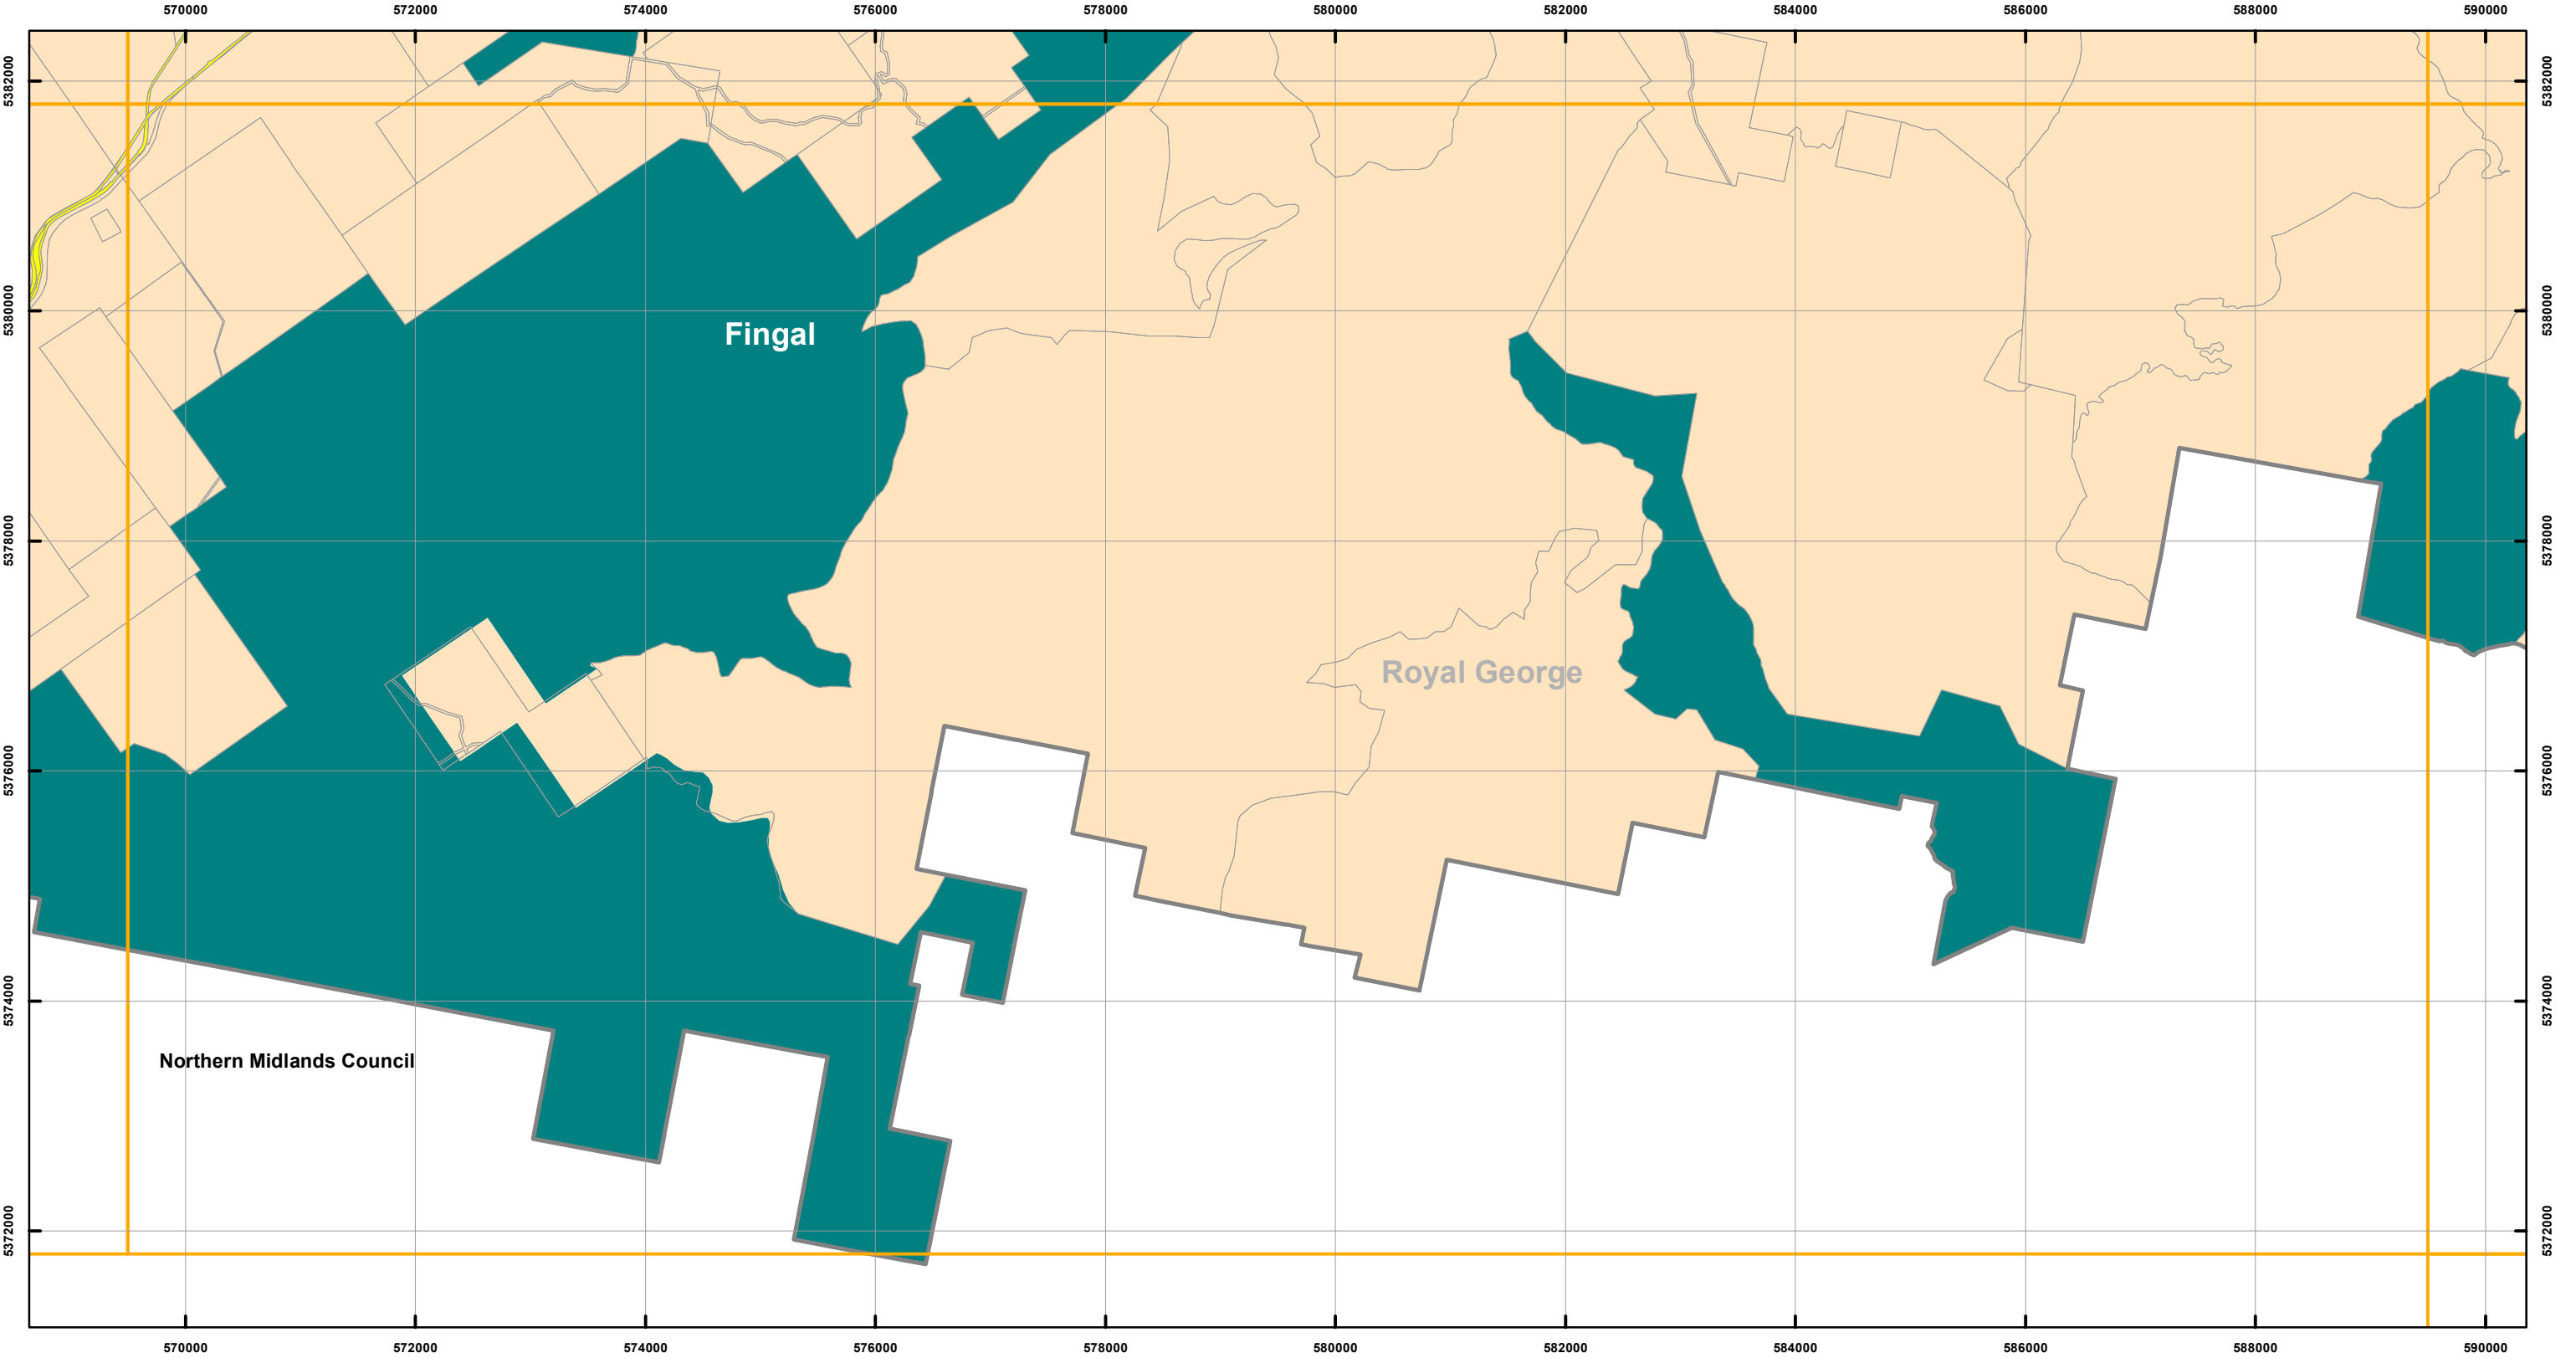 570000 572000 574000 576000 578000 580000 582000 584000 586000 588000 590000
5382000 5382000
5380000 5380000
Fingal
5378000 5378000
Royal George
5376000 5376000
5374000 5374000
Northern Midlands Council
5372000 5372000
570000 572000 574000 576000 578000 580000 582000 584000 586000 588000 590000